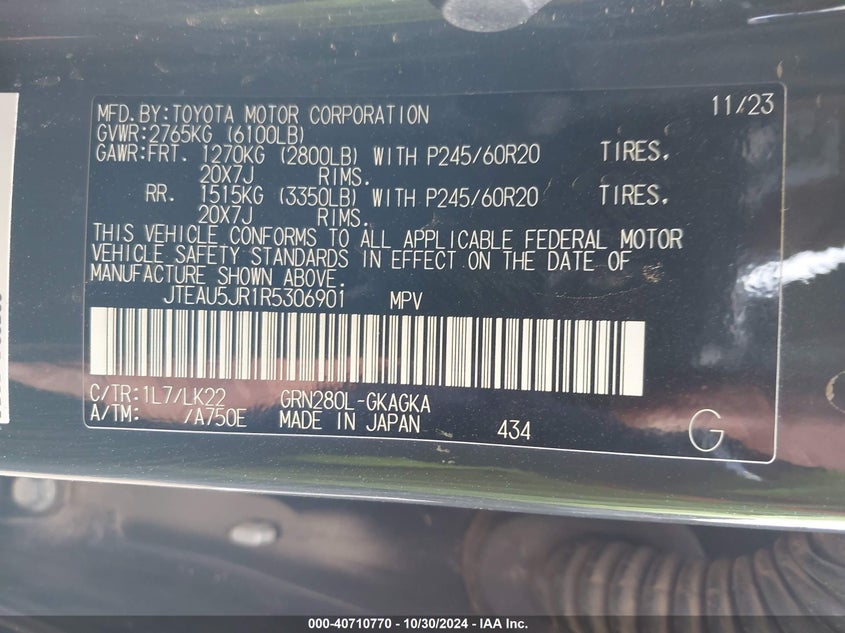 MFD.BY:TOYOTA MOTOR CORPORATION 11/23
GVWR:2765KG (6100LB)
GAWR:FRT. 1270KG (2800LB) WITH P245/60R20 TIRES.
20X7J RIMS.
RR. 1515KG (3350LB) WITH P245/60R20 TIRES.
20X7J RIMS.
THIS VEHICLE CONFORMS TO ALL APPLICABLE FEDERAL MOTOR
VEHICLE SAFETY STANDARDS IN EFFECT ON THE DATE OF
MANUFACTURE SHOWN ABOVE.
JTEAU5JR1R5306901 MPV
C/TR:1L7/LK22 GRN280L-GKAGKA
A/TM: /A750E MADE IN JAPAN 434 G
000-40710770 - 10/30/2024 - IAA Inc.